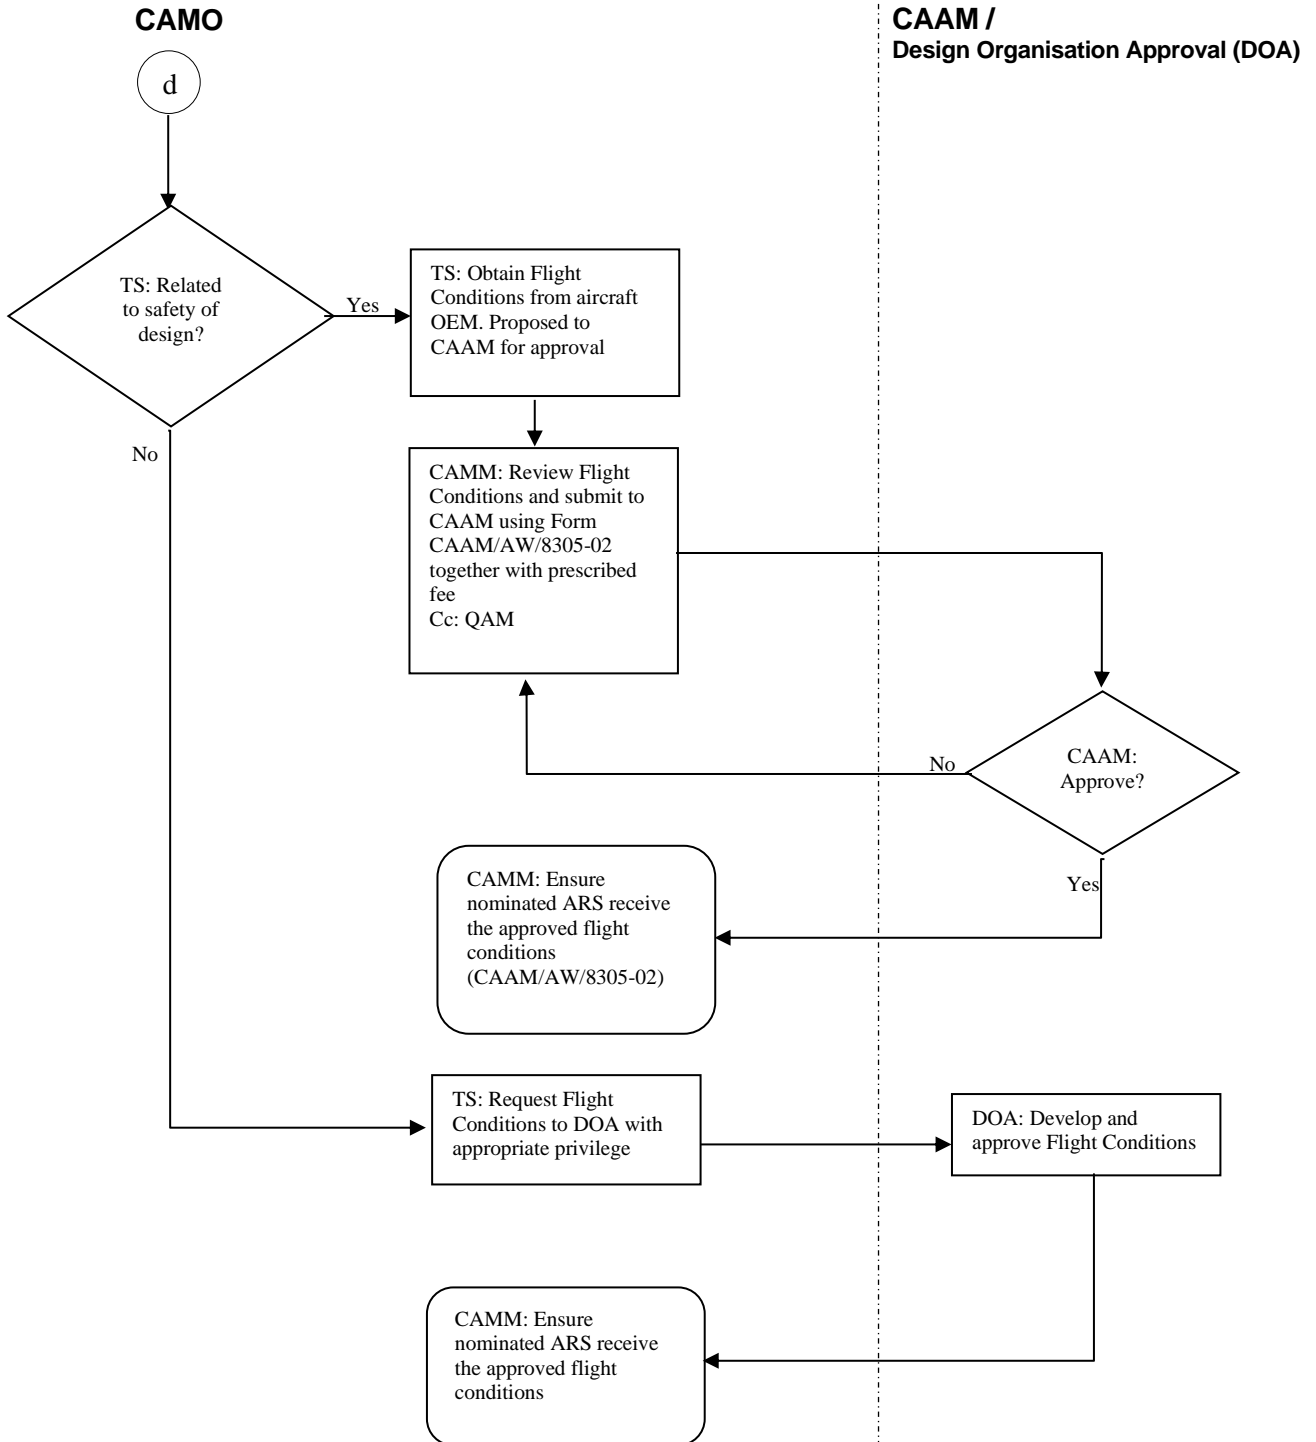 CAMO
CAAM /
Design Organisation Approval (DOA)
d
TS: Related
to safety of
design?
Yes
TS: Obtain Flight
Conditions from aircraft
OEM. Proposed to
CAAM for approval
No
CAMM: Review Flight
Conditions and submit to
CAAM using Form
CAAM/AW/8305-02
together with prescribed
fee
Cc: QAM
CAAM:
Approve?
No
Yes
CAMM: Ensure
nominated ARS receive
the approved flight
conditions
(CAAM/AW/8305-02)
TS: Request Flight
Conditions to DOA with
appropriate privilege
DOA: Develop and
approve Flight Conditions
CAMM: Ensure
nominated ARS receive
the approved flight
conditions